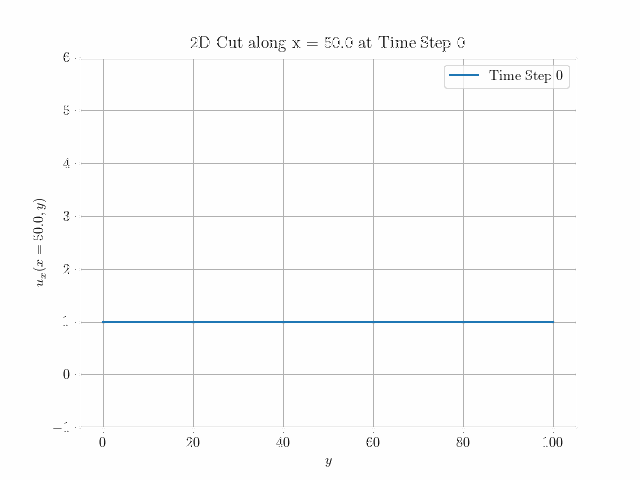 2D Cut along x = 50.0 at Time Step 0
Time Step 0
6
5
4
3
2
1
0
−1
u_x(x = 50.0, y)
0 20 40 60 80 100
y